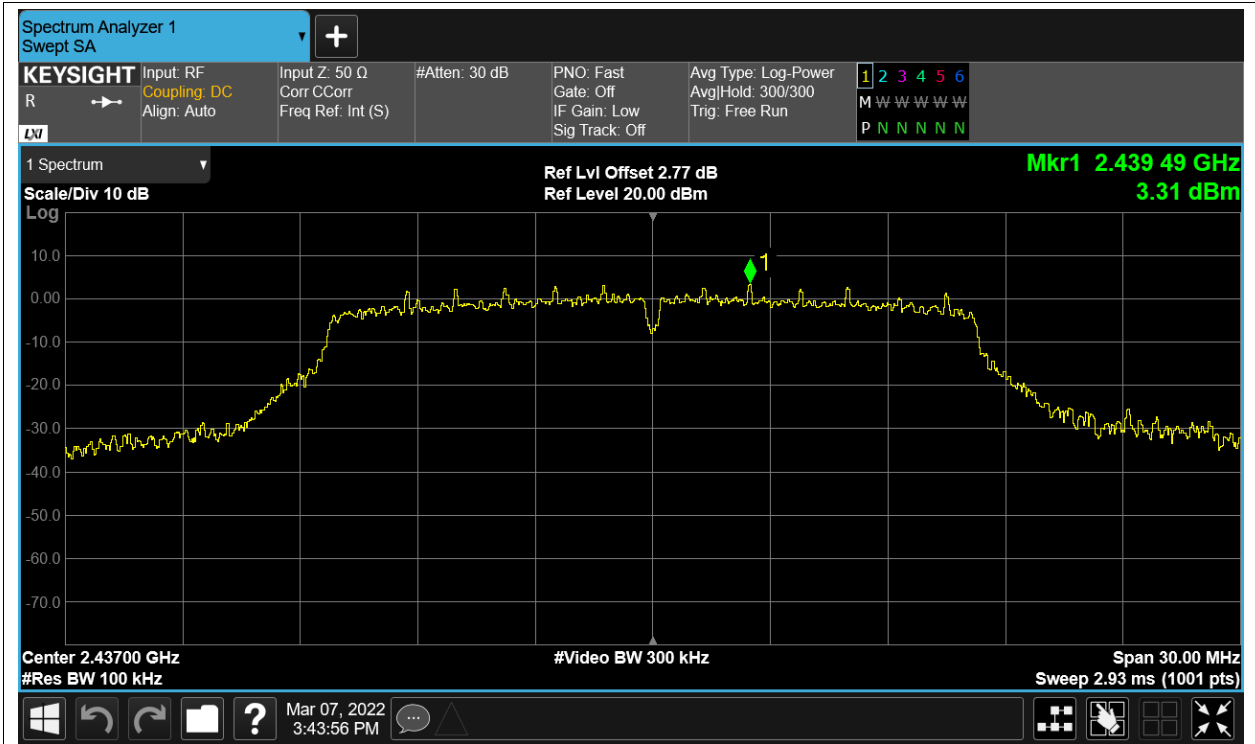 Spectrum Analyzer 1
Swept SA
+
KEYSIGHT
R
LXI
Input: RF
Coupling: DC
Align: Auto
Input Z: 50 Ω
Corr CCorr
Freq Ref: Int (S)
#Atten: 30 dB
PNO: Fast
Gate: Off
IF Gain: Low
Sig Track: Off
Avg Type: Log-Power
Avg|Hold: 300/300
Trig: Free Run
1 2 3 4 5 6
M W W W W W
P N N N N N
1 Spectrum
Scale/Div 10 dB
Log
Ref Lvl Offset 2.77 dB
Ref Level 20.00 dBm
Mkr1 2.439 49 GHz
3.31 dBm
1
10.0
0.00
-10.0
-20.0
-30.0
-40.0
-50.0
-60.0
-70.0
Center 2.43700 GHz
#Res BW 100 kHz
#Video BW 300 kHz
Span 30.00 MHz
Sweep 2.93 ms (1001 pts)
?
Mar 07, 2022
3:43:56 PM